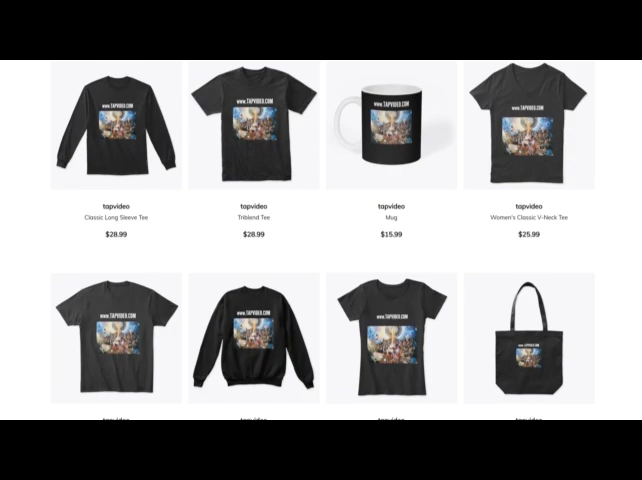 www.TAPVIDEO.COM
www.TAPVIDEO.COM
www.TAPVIDEO.COM
www.TAPVIDEO.COM
tapvideo
Classic Long Sleeve Tee
$28.99
tapvideo
Triblend Tee
$28.99
tapvideo
Mug
$15.99
tapvideo
Women's Classic V-Neck Tee
$25.99
www.TAPVIDEO.COM
www.TAPVIDEO.COM
www.TAPVIDEO.COM
www.TAPVIDEO.COM